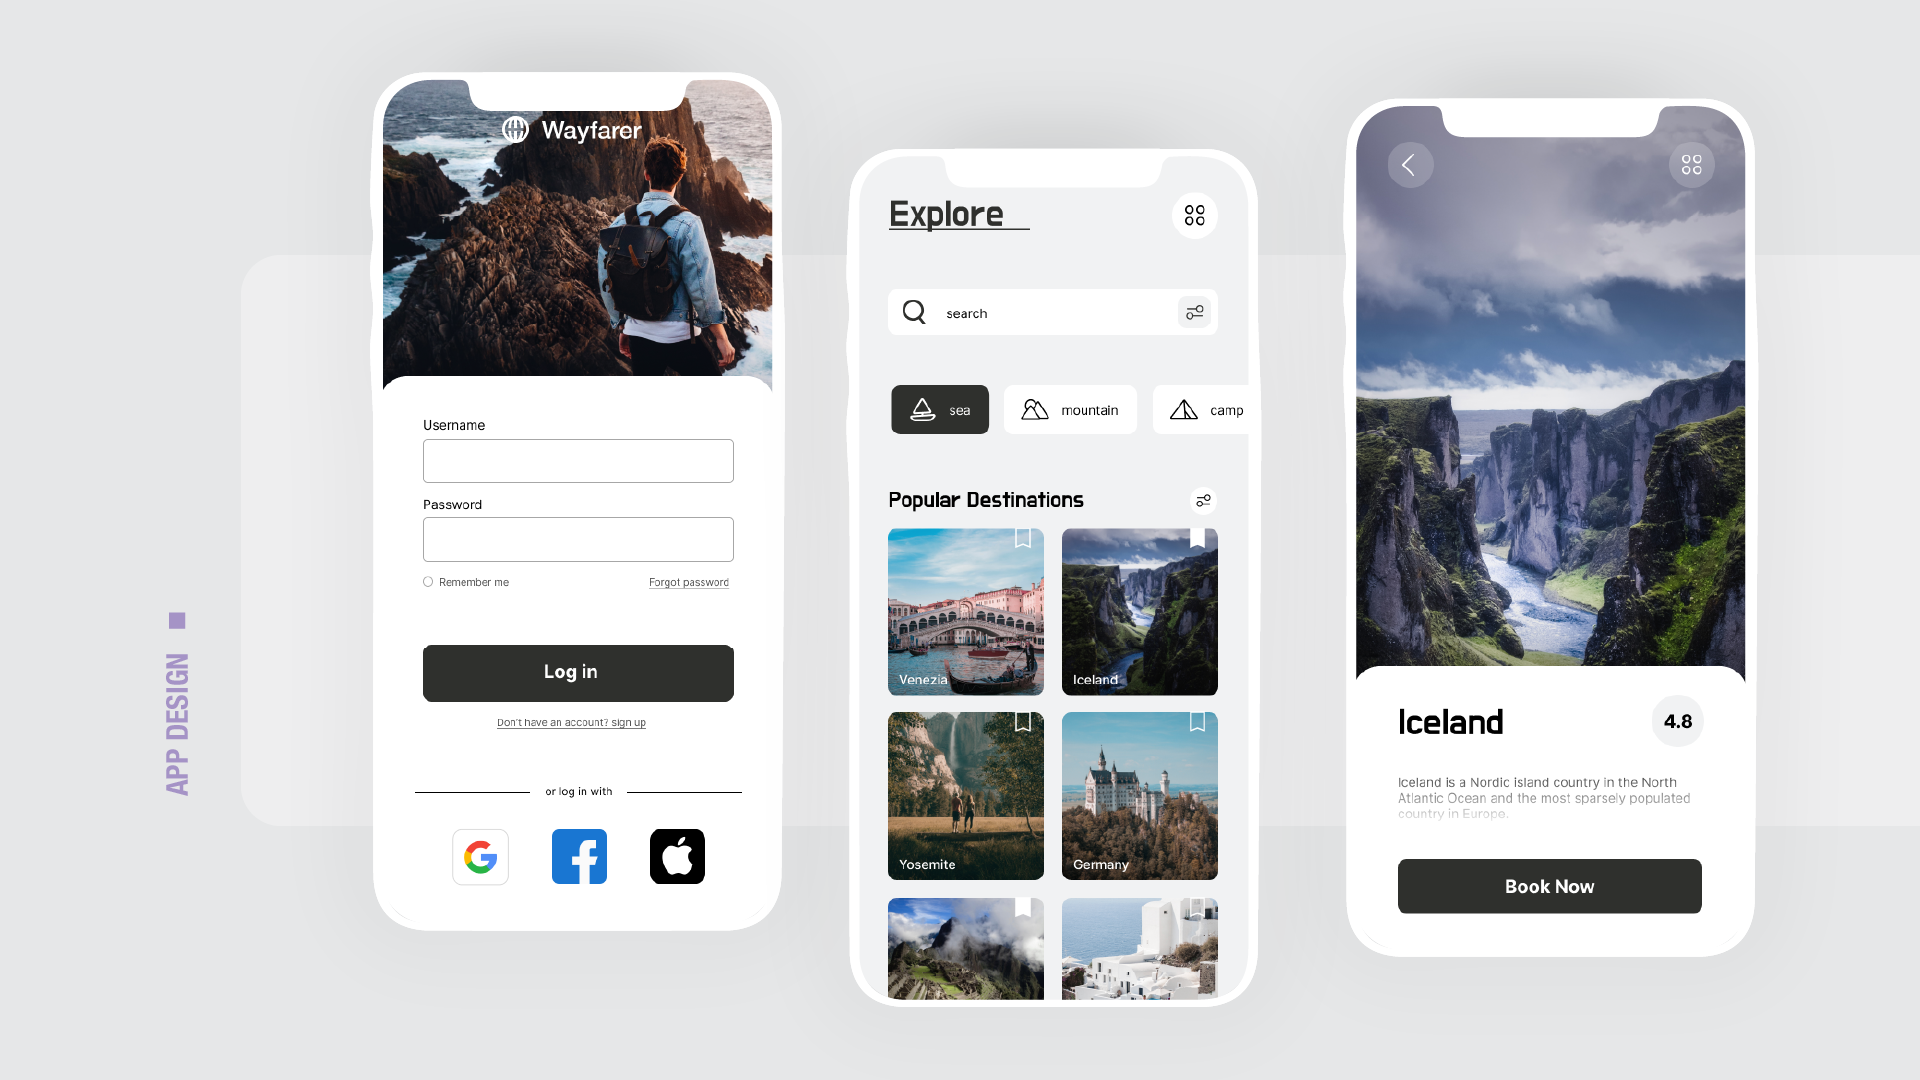 APP DESIGN
Wayfarer
Username
Password
Remember me
Forgot password
Log in
Don't have an account? sign up
or log in with
Explore
search
sea
mountain
camp
Popular Destinations
Venezia
Iceland
Yosemite
Germany
Iceland
4.8
Iceland is a Nordic island country in the North
Atlantic Ocean and the most sparsely populated
country in Europe.
Book Now